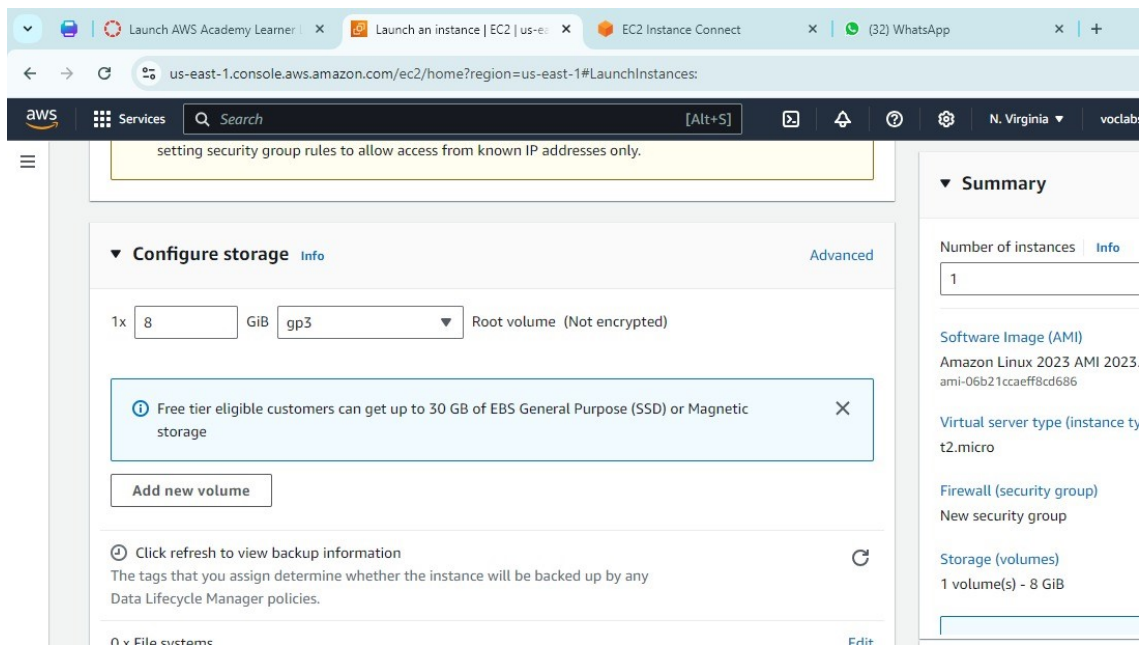 Launch AWS Academy Learner
Launch an instance | EC2 | us-ea
EC2 Instance Connect
(32) WhatsApp
us-east-1.console.aws.amazon.com/ec2/home?region=us-east-1#LaunchInstances:
aws Services Search [Alt+S] N. Virginia voclabs
setting security group rules to allow access from known IP addresses only.
Configure storage Info Advanced
1x 8 GiB gp3 Root volume (Not encrypted)
Free tier eligible customers can get up to 30 GB of EBS General Purpose (SSD) or Magnetic
storage
Add new volume
Click refresh to view backup information
The tags that you assign determine whether the instance will be backed up by any
Data Lifecycle Manager policies.
0 x File systems Edit
Summary
Number of instances Info
1
Software Image (AMI)
Amazon Linux 2023 AMI 2023.
ami-06b21ccaeff8cd686
Virtual server type (instance ty
t2.micro
Firewall (security group)
New security group
Storage (volumes)
1 volume(s) - 8 GiB